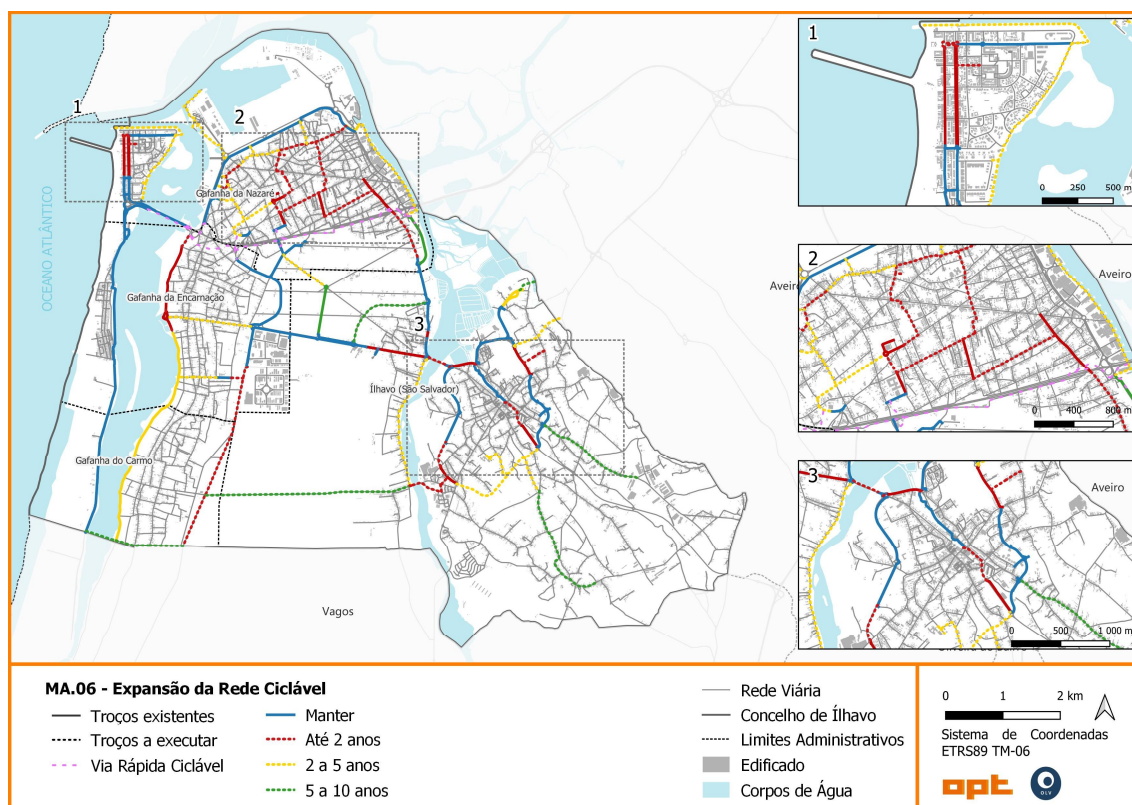 1
2
Gafanha da Nazaré
OCEANO ATLÂNTICO
Gafanha da Encarnação
3
Ílhavo (São Salvador)
Gafanha do Carmo
Vagos
1
0 250 500 m
2
Aveiro
Aveiro
0 400 800 m
3
Aveiro
0 500 1 000 m
MA.06 - Expansão da Rede Ciclável
Troços existentes
Troços a executar
Via Rápida Ciclável
Manter
Até 2 anos
2 a 5 anos
5 a 10 anos
Rede Viária
Concelho de Ílhavo
Limites Administrativos
Edificado
Corpos de Água
0 1 2 km
Sistema de Coordenadas
ETRS89 TM-06
opt
OLV